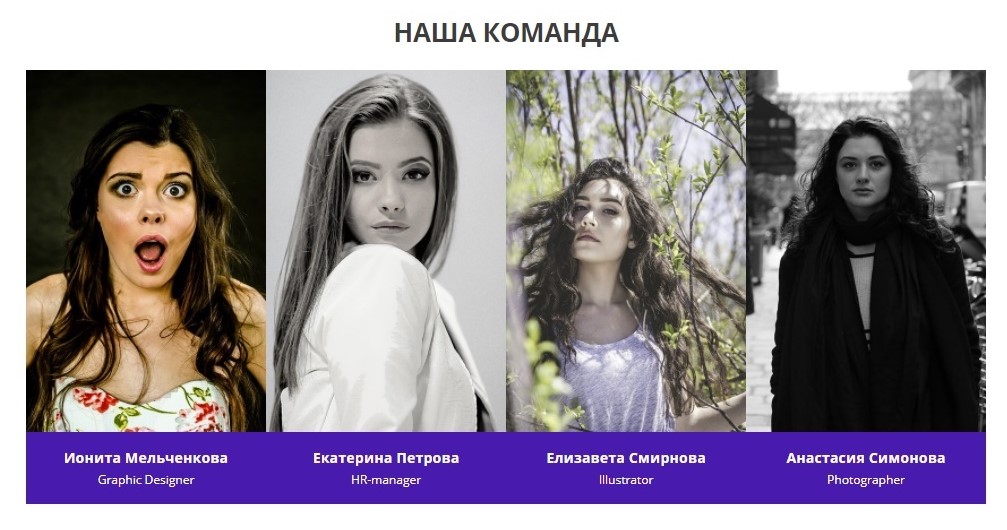 НАША КОМАНДА
Ионита Мельченкова
Graphic Designer
Екатерина Петрова
HR-manager
Елизавета Смирнова
Illustrator
Анастасия Симонова
Photographer